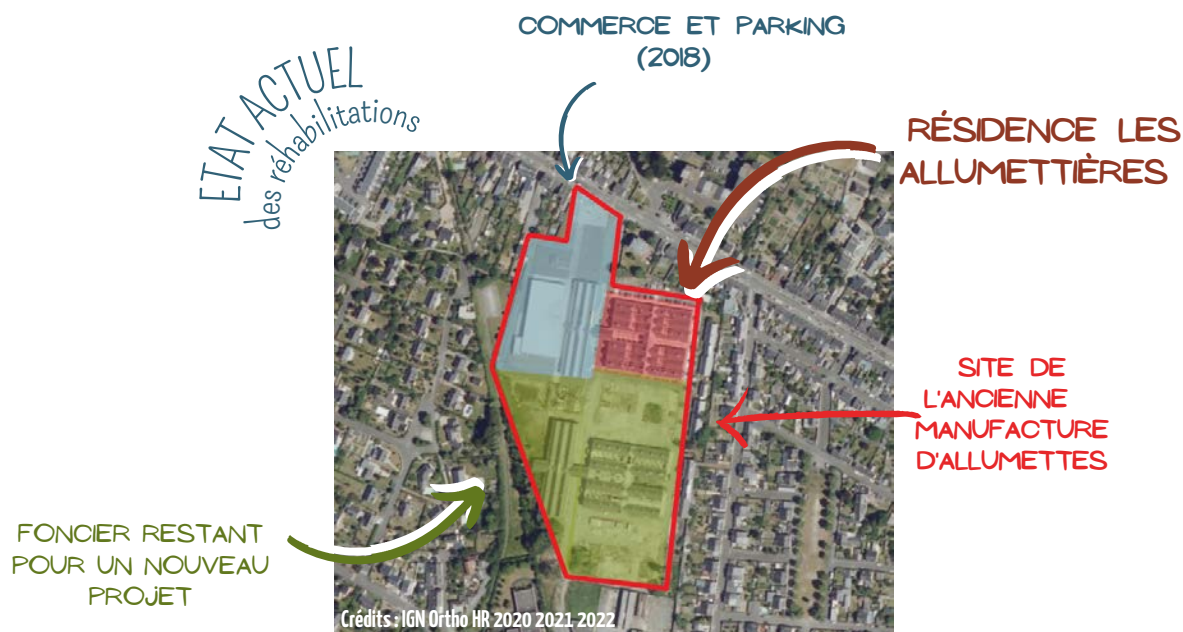 ETAT ACTUEL
des réhabilitations
COMMERCE ET PARKING
(2018)
RÉSIDENCE LES
ALLUMETTIÈRES
SITE DE
L'ANCIENNE
MANUFACTURE
D'ALLUMETTES
FONCIER RESTANT
POUR UN NOUVEAU
PROJET
Crédits : IGN Ortho HR 2020 2021 2022